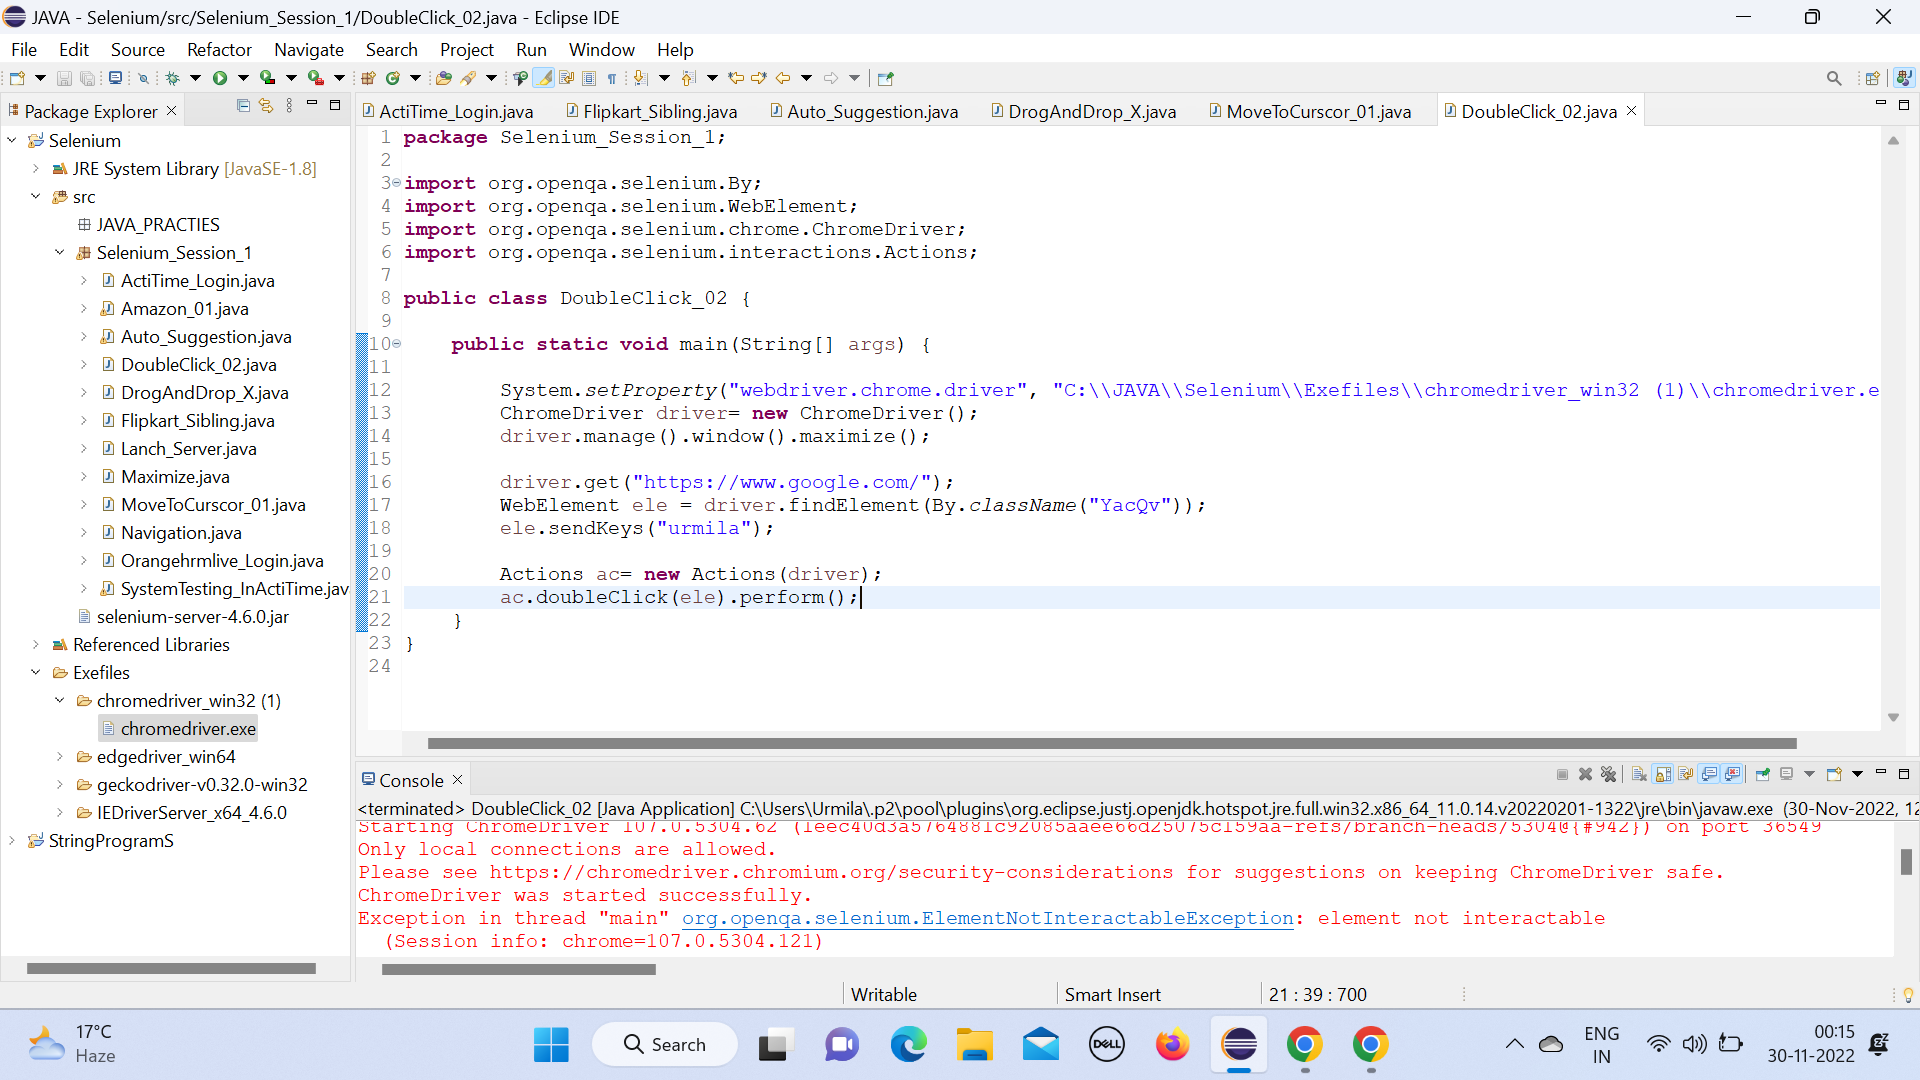 JAVA - Selenium/src/Selenium_Session_1/DoubleClick_02.java - Eclipse IDE
File Edit Source Refactor Navigate Search Project Run Window Help
Package Explorer
ActiTime_Login.java Flipkart_Sibling.java Auto_Suggestion.java DrogAndDrop_X.java MoveToCurscor_01.java DoubleClick_02.java
Selenium
JRE System Library [JavaSE-1.8]
src
JAVA_PRACTIES
Selenium_Session_1
ActiTime_Login.java
Amazon_01.java
Auto_Suggestion.java
DoubleClick_02.java
DrogAndDrop_X.java
Flipkart_Sibling.java
Lanch_Server.java
Maximize.java
MoveToCurscor_01.java
Navigation.java
Orangehrmlive_Login.java
SystemTesting_InActiTime.jav
selenium-server-4.6.0.jar
Referenced Libraries
Exefiles
chromedriver_win32 (1)
chromedriver.exe
edgedriver_win64
geckodriver-v0.32.0-win32
IEDriverServer_x64_4.6.0
StringProgramS
1 package Selenium_Session_1;
2
3 import org.openqa.selenium.By;
4 import org.openqa.selenium.WebElement;
5 import org.openqa.selenium.chrome.ChromeDriver;
6 import org.openqa.selenium.interactions.Actions;
7
8 public class DoubleClick_02 {
9
10 public static void main(String[] args) {
11
12 System.setProperty("webdriver.chrome.driver", "C:\\JAVA\\Selenium\\Exefiles\\chromedriver_win32 (1)\\chromedriver.e
13 ChromeDriver driver= new ChromeDriver();
14 driver.manage().window().maximize();
15
16 driver.get("https://www.google.com/");
17 WebElement ele = driver.findElement(By.className("YacQv"));
18 ele.sendKeys("urmila");
19
20 Actions ac= new Actions(driver);
21 ac.doubleClick(ele).perform();
22 }
23 }
24
Console
<terminated> DoubleClick_02 [Java Application] C:\Users\Urmila\.p2\pool\plugins\org.eclipse.justj.openjdk.hotspot.jre.full.win32.x86_64_11.0.14.v20220201-1322\jre\bin\javaw.exe (30-Nov-2022, 12
Starting ChromeDriver 107.0.5304.62 (1eec40d3a5764881c92085aaee66d25075c159aa-refs/branch-heads/5304@{#942}) on port 36549
Only local connections are allowed.
Please see https://chromedriver.chromium.org/security-considerations for suggestions on keeping ChromeDriver safe.
ChromeDriver was started successfully.
Exception in thread "main" org.openqa.selenium.ElementNotInteractableException: element not interactable
(Session info: chrome=107.0.5304.121)
Writable Smart Insert 21 : 39 : 700
17°C
Haze
Search
DELL
ENG
IN
00:15
30-11-2022